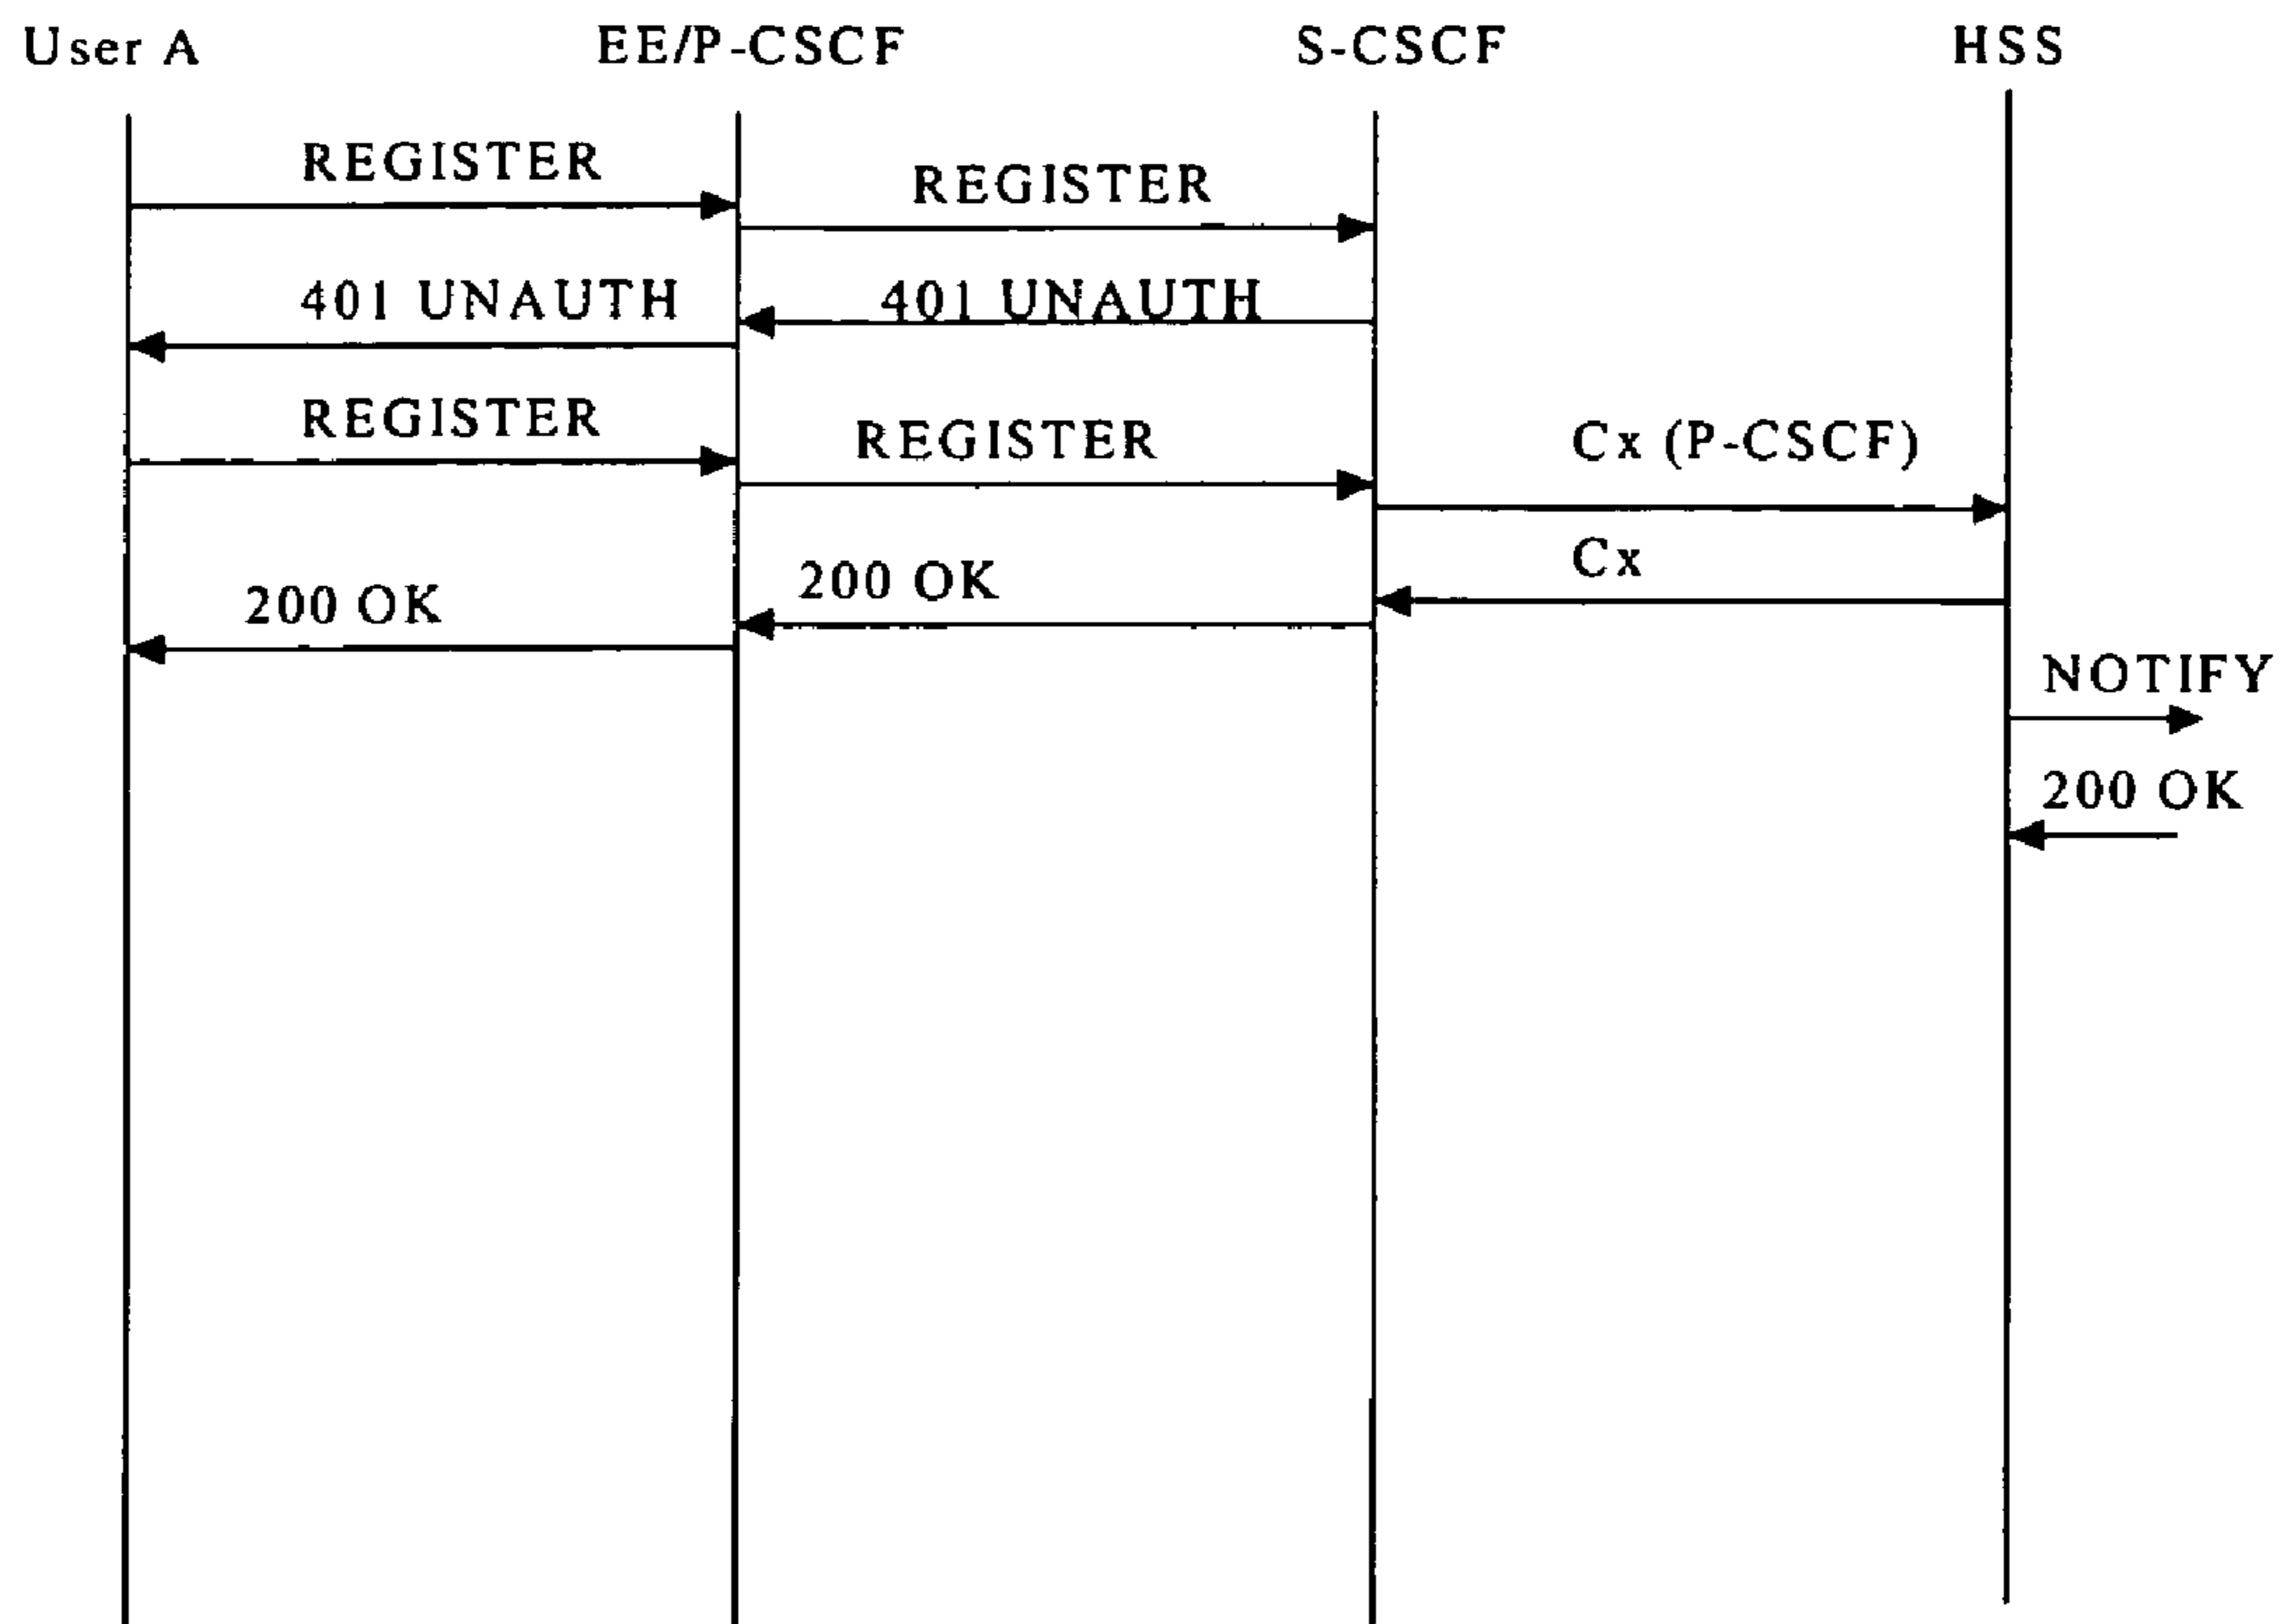 User A
EE/P-CSCF
S-CSCF
HSS
REGISTER
REGISTER
401 UNAUTH
401 UNAUTH
REGISTER
REGISTER
Cx (P-CSCF)
Cx
200 OK
200 OK
NOTIFY
200 OK